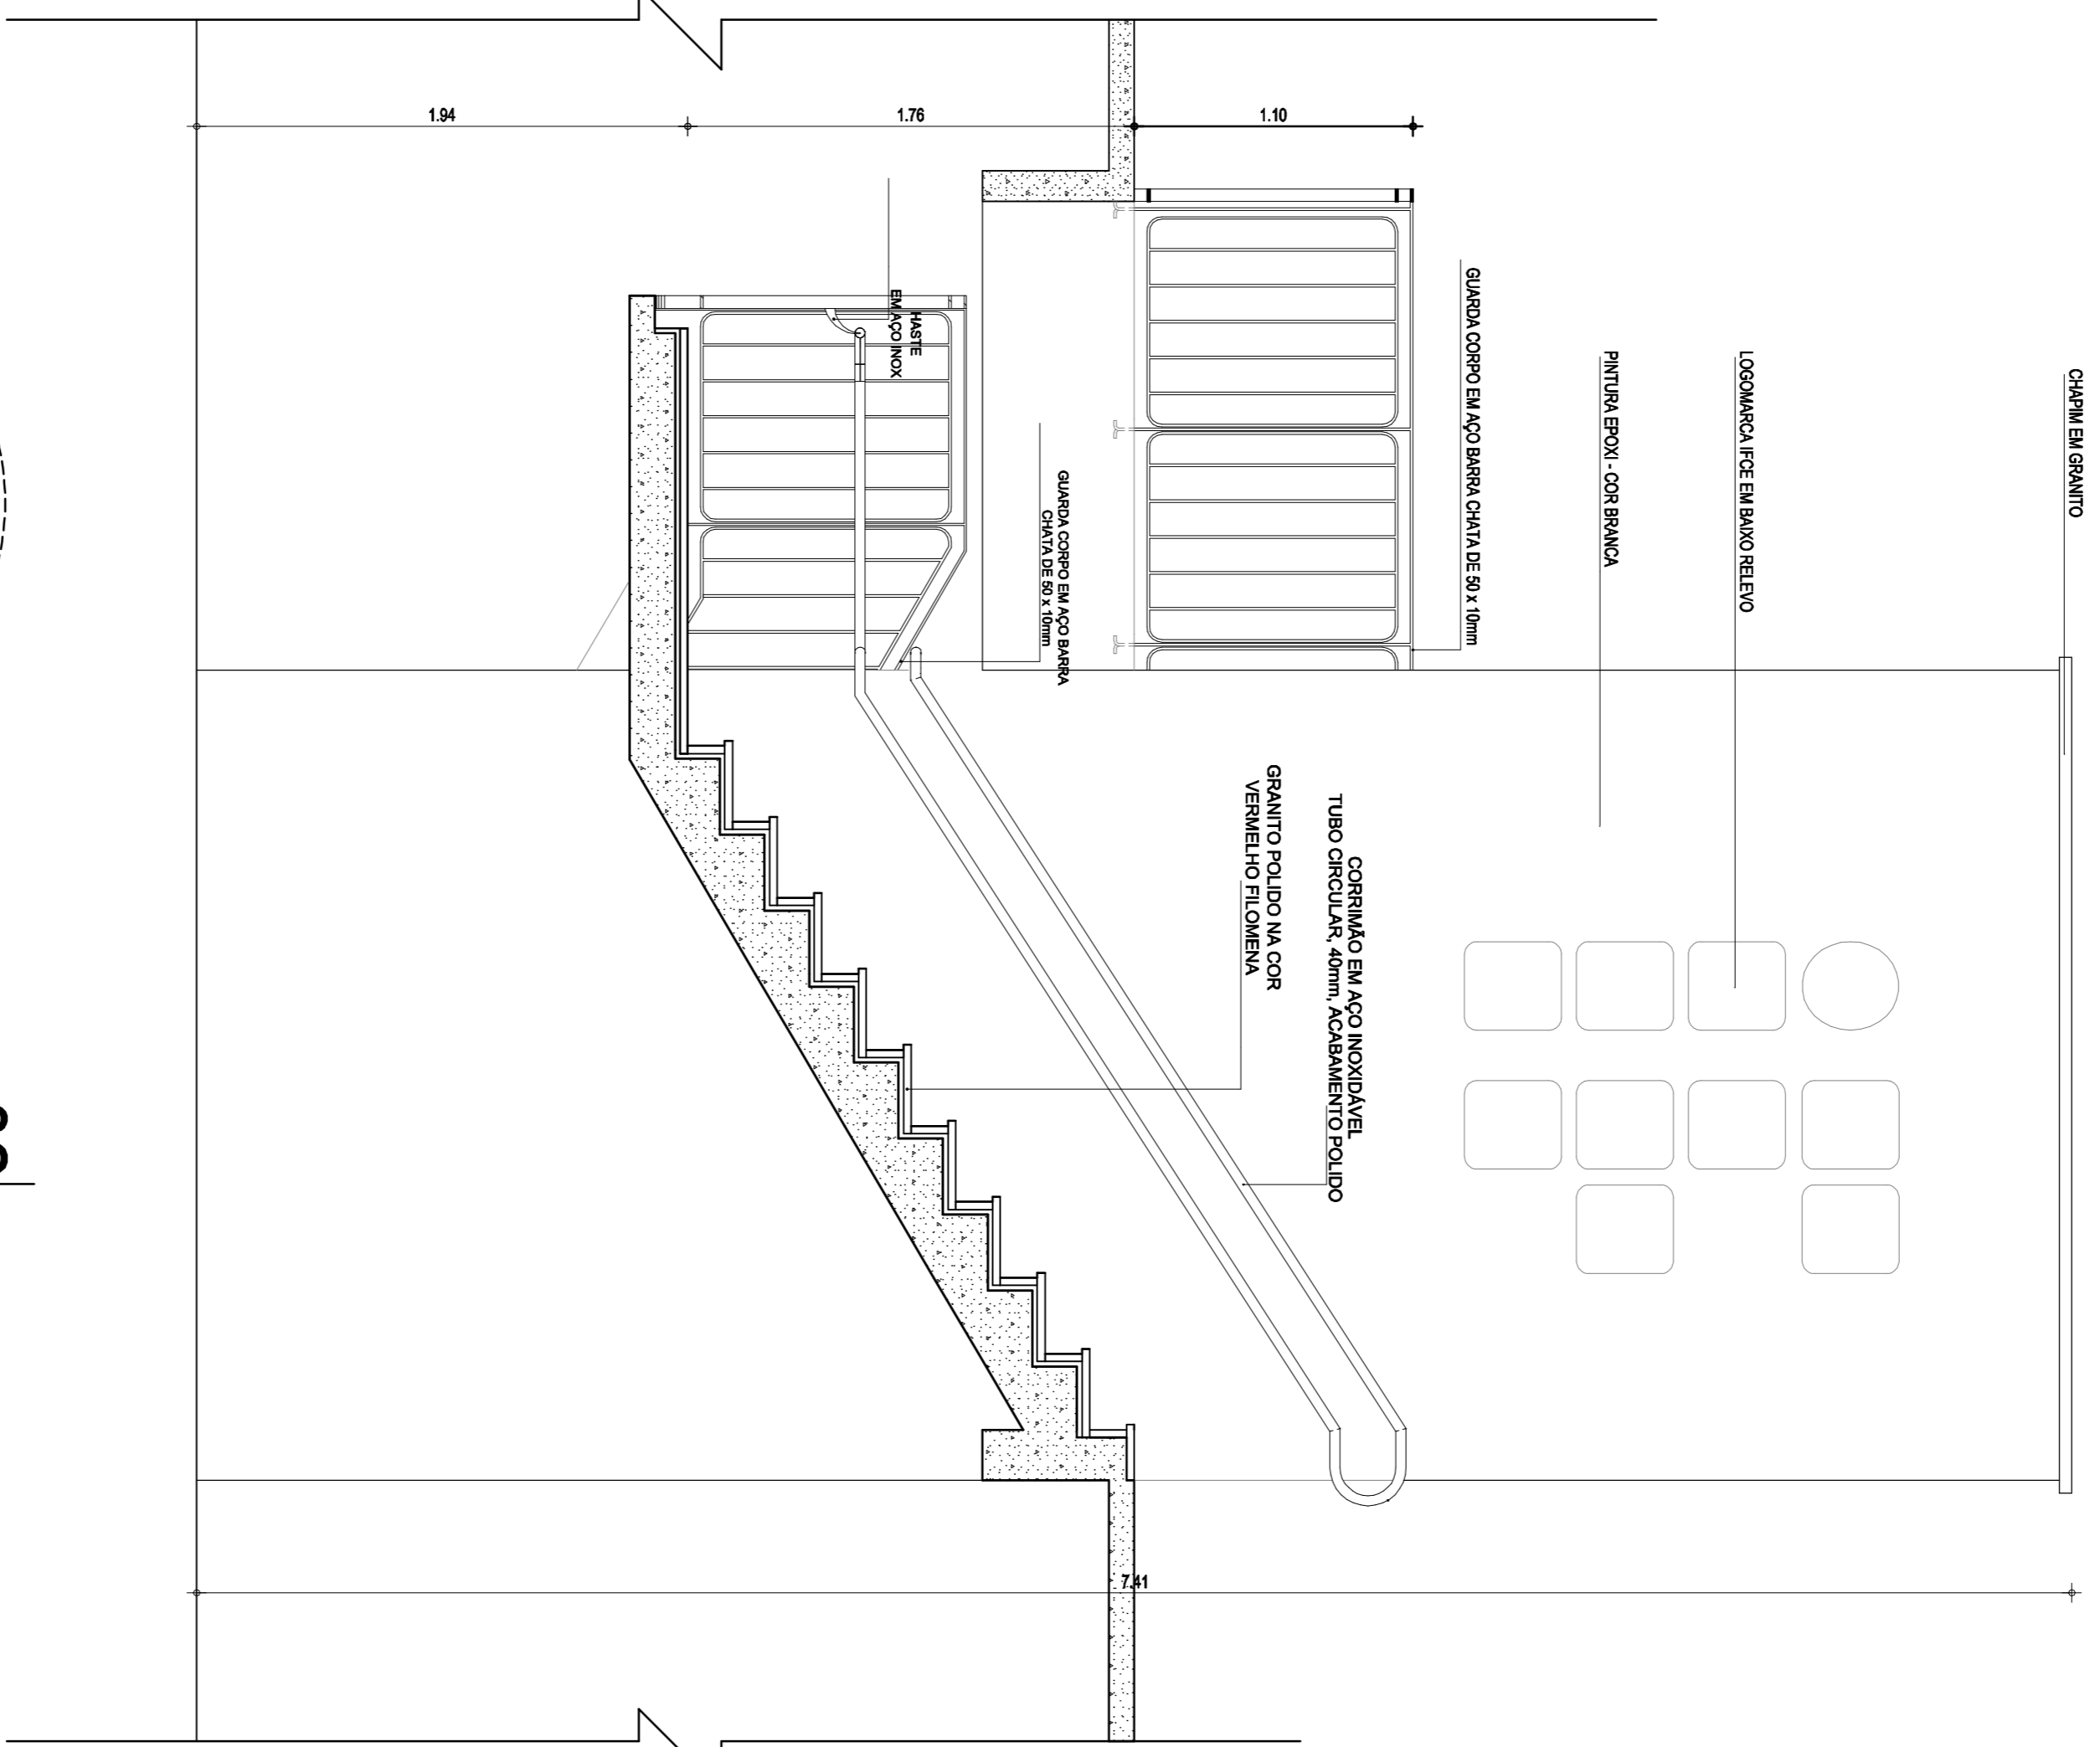 CHAPIM EM GRANITO
LOGOMARCA IFCE EM BAIXO RELEVO
PINTURA EPOXI - COR BRANCA
GUARDA CORPO EM AÇO BARRA CHATA DE 50 x 10mm
CORRIMÃO EM AÇO INOXIDÁVEL
TUBO CIRCULAR, 40mm, ACABAMENTO POLIDO
GRANITO POLIDO NA COR
VERMELHO FILOMENA
GUARDA CORPO EM AÇO BARRA
CHATA DE 50 x 10mm
HASTE
EM AÇO INOX
1.94
1.76
1.10
7.41